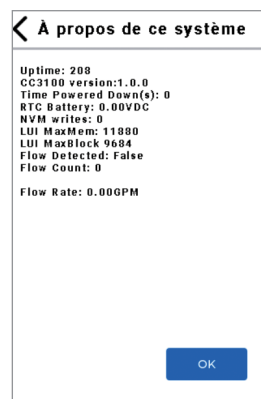 À propos de ce système
Uptime: 208
CC3100 version:1.0.0
Time Powered Down(s): 0
RTC Battery: 0.00VDC
NVM writes: 0
LUI MaxMem: 11880
LUI MaxBlock 9684
Flow Detected: False
Flow Count: 0
Flow Rate: 0.00GPM
OK